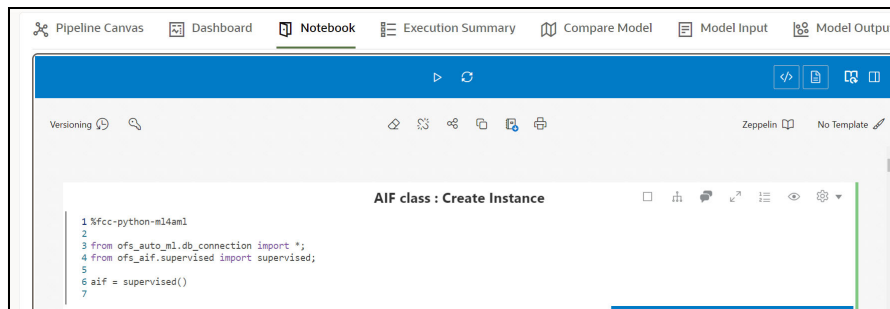 Pipeline Canvas Dashboard Notebook Execution Summary Compare Model Model Input Model Outpu
Versioning Zeppelin No Template
AIF class : Create Instance
1 %fcc-python-ml4aml
2
3 from ofs_auto_ml.db_connection import *;
4 from ofs_aif.supervised import supervised;
5
6 aif = supervised()
7